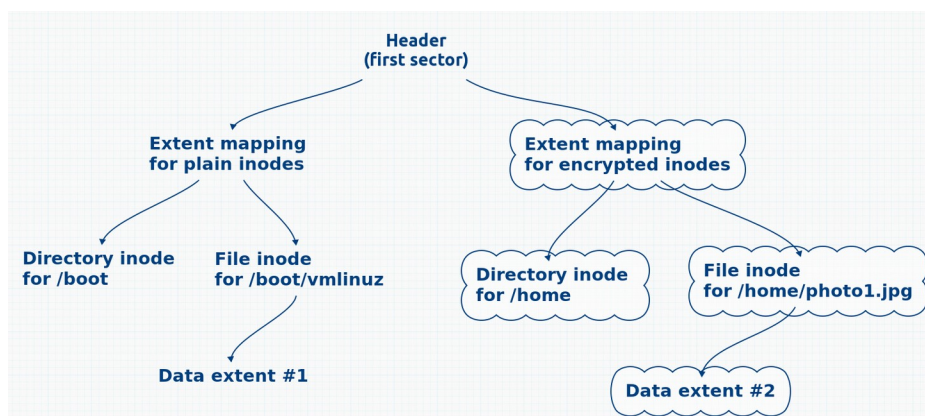 Header
(first sector)
Extent mapping
for plain inodes
Extent mapping
for encrypted inodes
Directory inode
for /boot
File inode
for /boot/vmlinuz
Directory inode
for /home
File inode
for /home/photo1.jpg
Data extent #1
Data extent #2